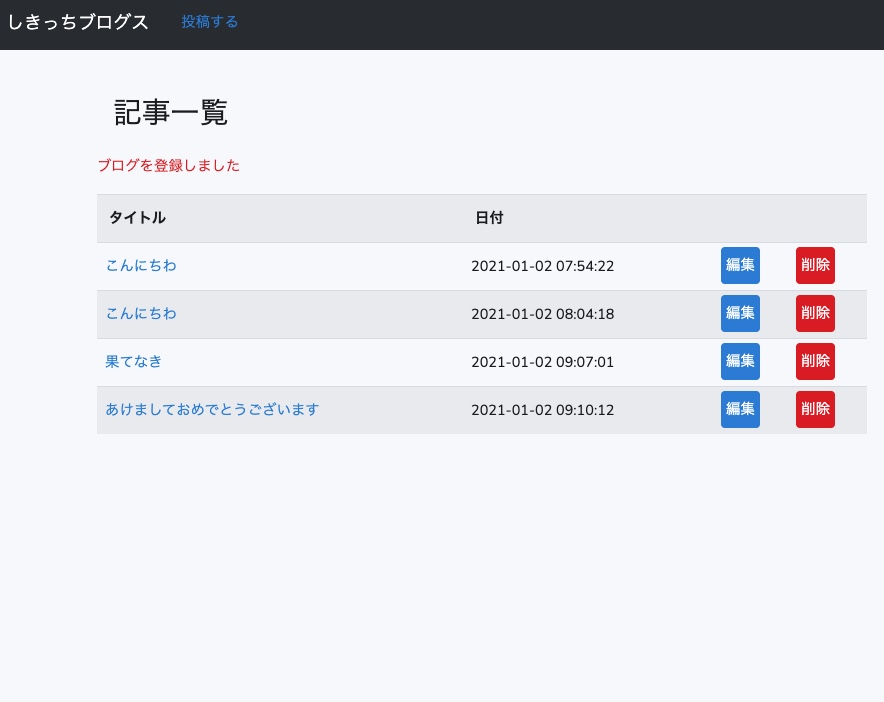 しきっちブログス 投稿する
記事一覧
ブログを登録しました
タイトル 日付
こんにちわ 2021-01-02 07:54:22 編集 削除
こんにちわ 2021-01-02 08:04:18 編集 削除
果てなき 2021-01-02 09:07:01 編集 削除
あけましておめでとうございます 2021-01-02 09:10:12 編集 削除